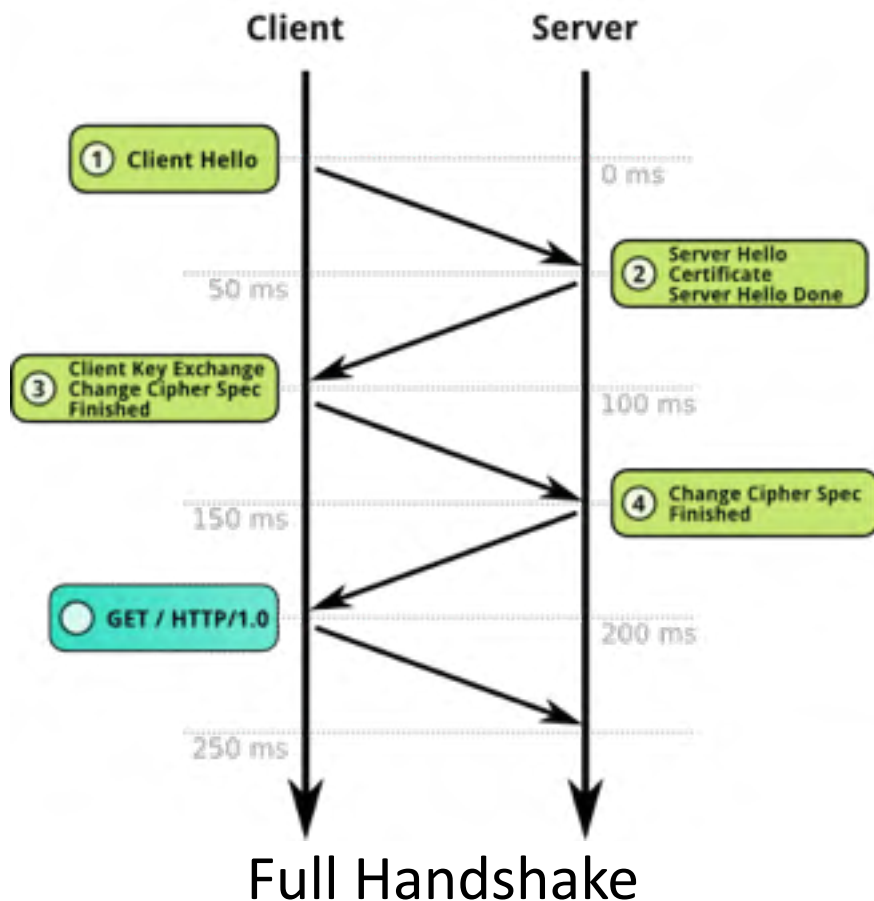 Client
Server
1 Client Hello
0 ms
2
Server Hello
Certificate
Server Hello Done
50 ms
3
Client Key Exchange
Change Cipher Spec
Finished
100 ms
4
Change Cipher Spec
Finished
150 ms
GET / HTTP/1.0
200 ms
250 ms
Full Handshake